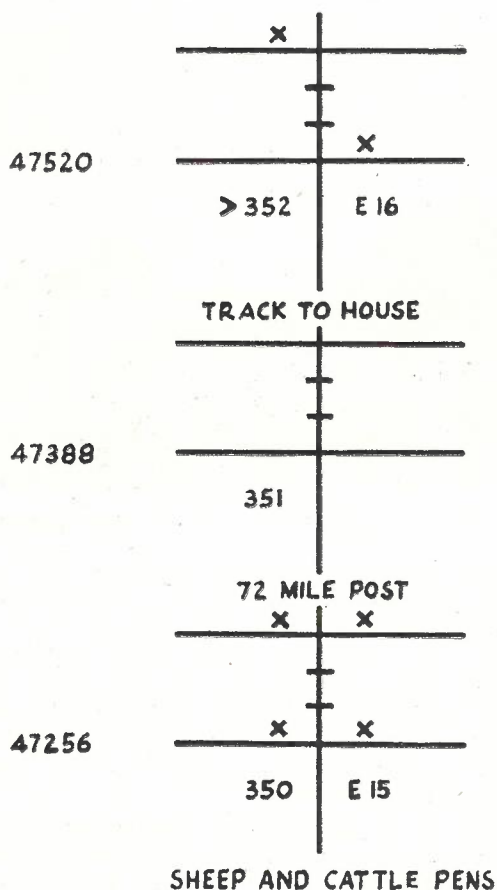 x
47520 x
> 352 E 16
TRACK TO HOUSE
47388
351
72 MILE POST
x x
47256 x x
350 E 15
SHEEP AND CATTLE PENS